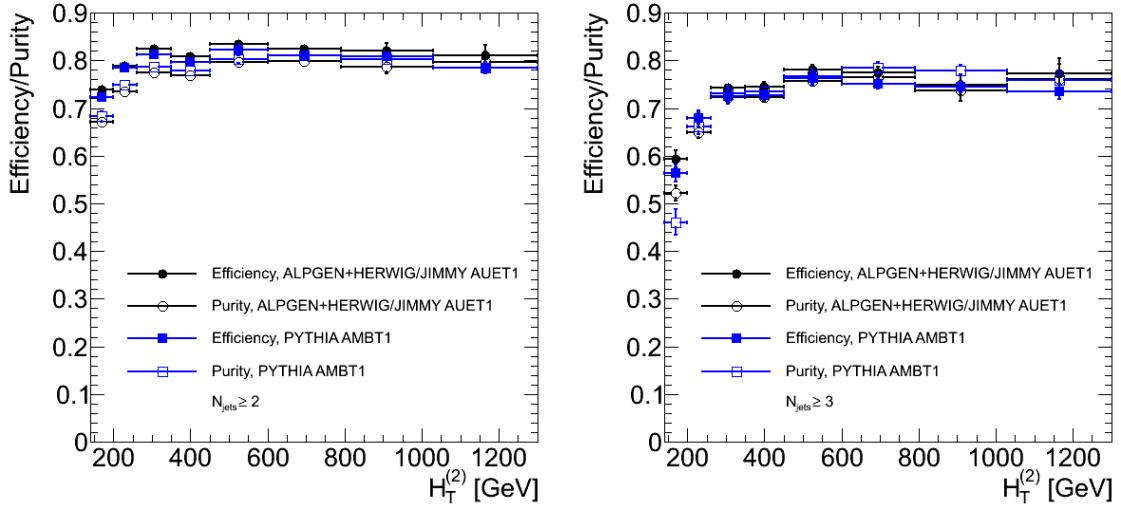 Efficiency/Purity
0.9
0.8
0.7
0.6
0.5
0.4
0.3
0.2
0.1
0
Efficiency, ALPGEN+HERWIG/JIMMY AUET1
Purity, ALPGEN+HERWIG/JIMMY AUET1
Efficiency, PYTHIA AMBT1
Purity, PYTHIA AMBT1
N_jets ≥ 2
200 400 600 800 1000 1200
H_T^(2) [GeV]
Efficiency/Purity
0.9
0.8
0.7
0.6
0.5
0.4
0.3
0.2
0.1
0
Efficiency, ALPGEN+HERWIG/JIMMY AUET1
Purity, ALPGEN+HERWIG/JIMMY AUET1
Efficiency, PYTHIA AMBT1
Purity, PYTHIA AMBT1
N_jets ≥ 3
200 400 600 800 1000 1200
H_T^(2) [GeV]